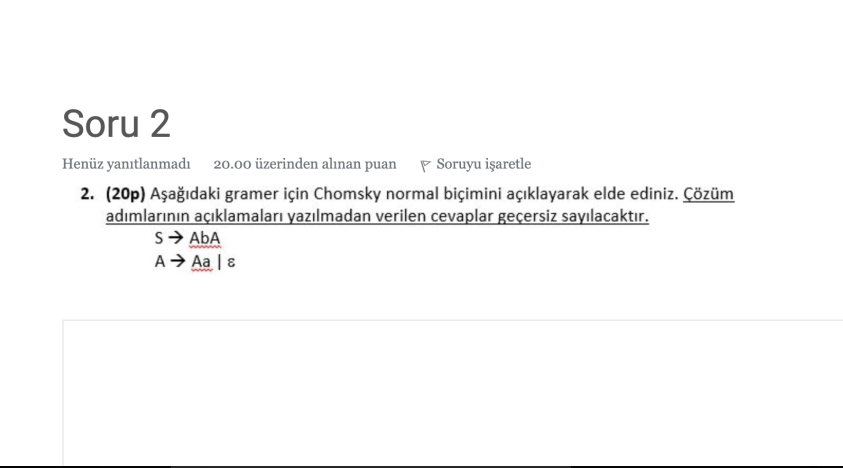 Soru 2
Henüz yanıtlanmadı 20.00 üzerinden alınan puan Soruyu işaretle
2. (20p) Aşağıdaki gramer için Chomsky normal biçimini açıklayarak elde ediniz. Çözüm
adımlarının açıklamaları yazılmadan verilen cevaplar geçersiz sayılacaktır.
S → AbA
A → Aa | ε